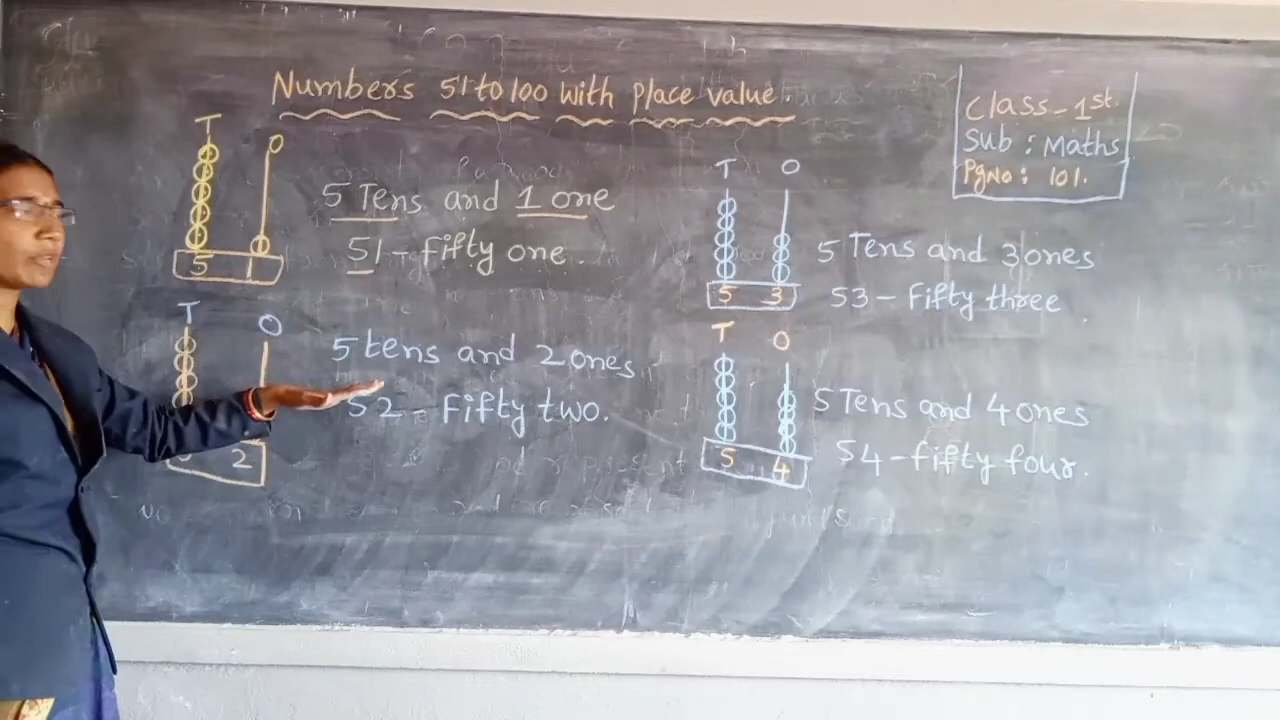 Numbers 51 to 100 with place value.
Class-1st.
Sub : Maths
PgNo: 101.
T O
5 1
5 Tens and 1 one
51 - fifty one.
T O
2
5 tens and 2 ones
52 - Fifty two.
T O
5 3
5 Tens and 3 ones
53 - Fifty three
T O
5 4
5 Tens and 4 ones
54 - fifty four.